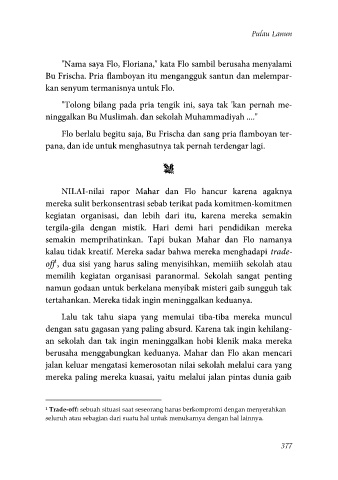 Pulau Lanun
"Nama saya Flo, Floriana," kata Flo sambil berusaha menyalami
Bu Frischa. Pria flamboyan itu mengangguk santun dan melempar-
kan senyum termanisnya untuk Flo.
"Tolong bilang pada pria tengik ini, saya tak 'kan pernah me-
ninggalkan Bu Muslimah. dan sekolah Muhammadiyah ...."
Flo berlalu begitu saja, Bu Frischa dan sang pria flamboyan ter-
pana, dan ide untuk menghasutnya tak pernah terdengar lagi.
NILAI-nilai rapor Mahar dan Flo hancur karena agaknya
mereka sulit berkonsentrasi sebab terikat pada komitmen-komitmen
kegiatan organisasi, dan lebih dari itu, karena mereka semakin
tergila-gila dengan mistik. Hari demi hari pendidikan mereka
semakin memprihatinkan. Tapi bukan Mahar dan Flo namanya
kalau tidak kreatif. Mereka sadar bahwa mereka menghadapi trade-
off¹, dua sisi yang harus saling menyisihkan, memiiih sekolah atau
memilih kegiatan organisasi paranormal. Sekolah sangat penting
namun godaan untuk berkelana menyibak misteri gaib sungguh tak
tertahankan. Mereka tidak ingin meninggalkan keduanya.
Lalu tak tahu siapa yang memulai tiba-tiba mereka muncul
dengan satu gagasan yang paling absurd. Karena tak ingin kehilang-
an sekolah dan tak ingin meninggalkan hobi klenik maka mereka
berusaha menggabungkan keduanya. Mahar dan Flo akan mencari
jalan keluar mengatasi kemerosotan nilai sekolah melalui cara yang
mereka paling mereka kuasai, yaitu melalui jalan pintas dunia gaib
¹ Trade-off: sebuah situasi saat seseorang harus berkompromi dengan menyerahkan
seluruh atau sebagian dari suatu hal untuk menukarnya dengan hal lainnya.
377